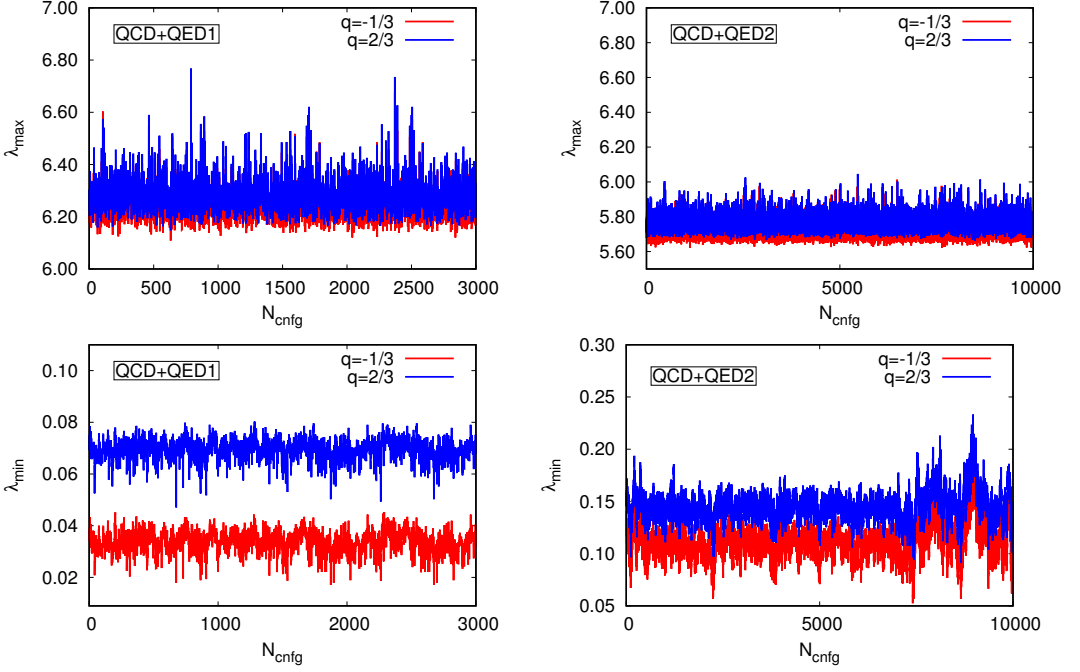 7.00
6.80
6.60
6.40
6.20
6.00
λmax
QCD+QED1
q=-1/3
q=2/3
0 500 1000 1500 2000 2500 3000
Ncnfg
7.00
6.80
6.60
6.40
6.20
6.00
5.80
5.60
λmax
QCD+QED2
q=-1/3
q=2/3
0 5000 10000
Ncnfg
0.10
0.08
0.06
0.04
0.02
λmin
QCD+QED1
q=-1/3
q=2/3
0 1000 2000 3000
Ncnfg
0.30
0.25
0.20
0.15
0.10
0.05
λmin
QCD+QED2
q=-1/3
q=2/3
0 5000 10000
Ncnfg